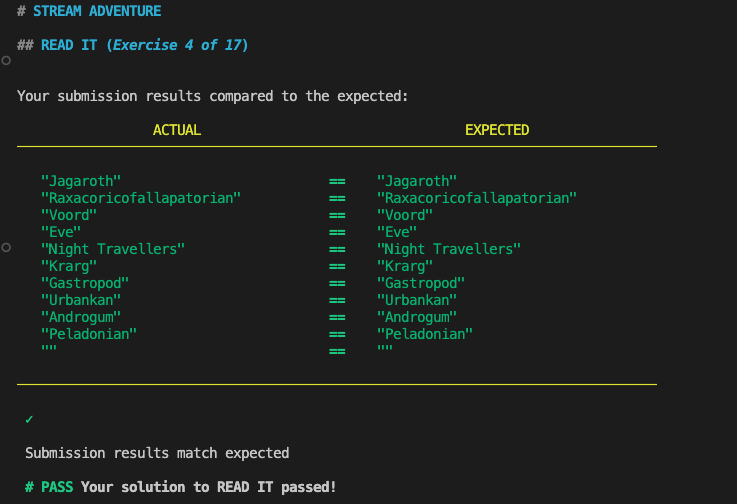 # STREAM ADVENTURE
## READ IT (Exercise 4 of 17)
Your submission results compared to the expected:
ACTUAL EXPECTED
"Jagaroth" == "Jagaroth"
"Raxacoricofallapatorian" == "Raxacoricofallapatorian"
"Voord" == "Voord"
"Eve" == "Eve"
"Night Travellers" == "Night Travellers"
"Krarg" == "Krarg"
"Gastropod" == "Gastropod"
"Urbankan" == "Urbankan"
"Androgum" == "Androgum"
"Peladonian" == "Peladonian"
"" == ""
✓
Submission results match expected
# PASS Your solution to READ IT passed!